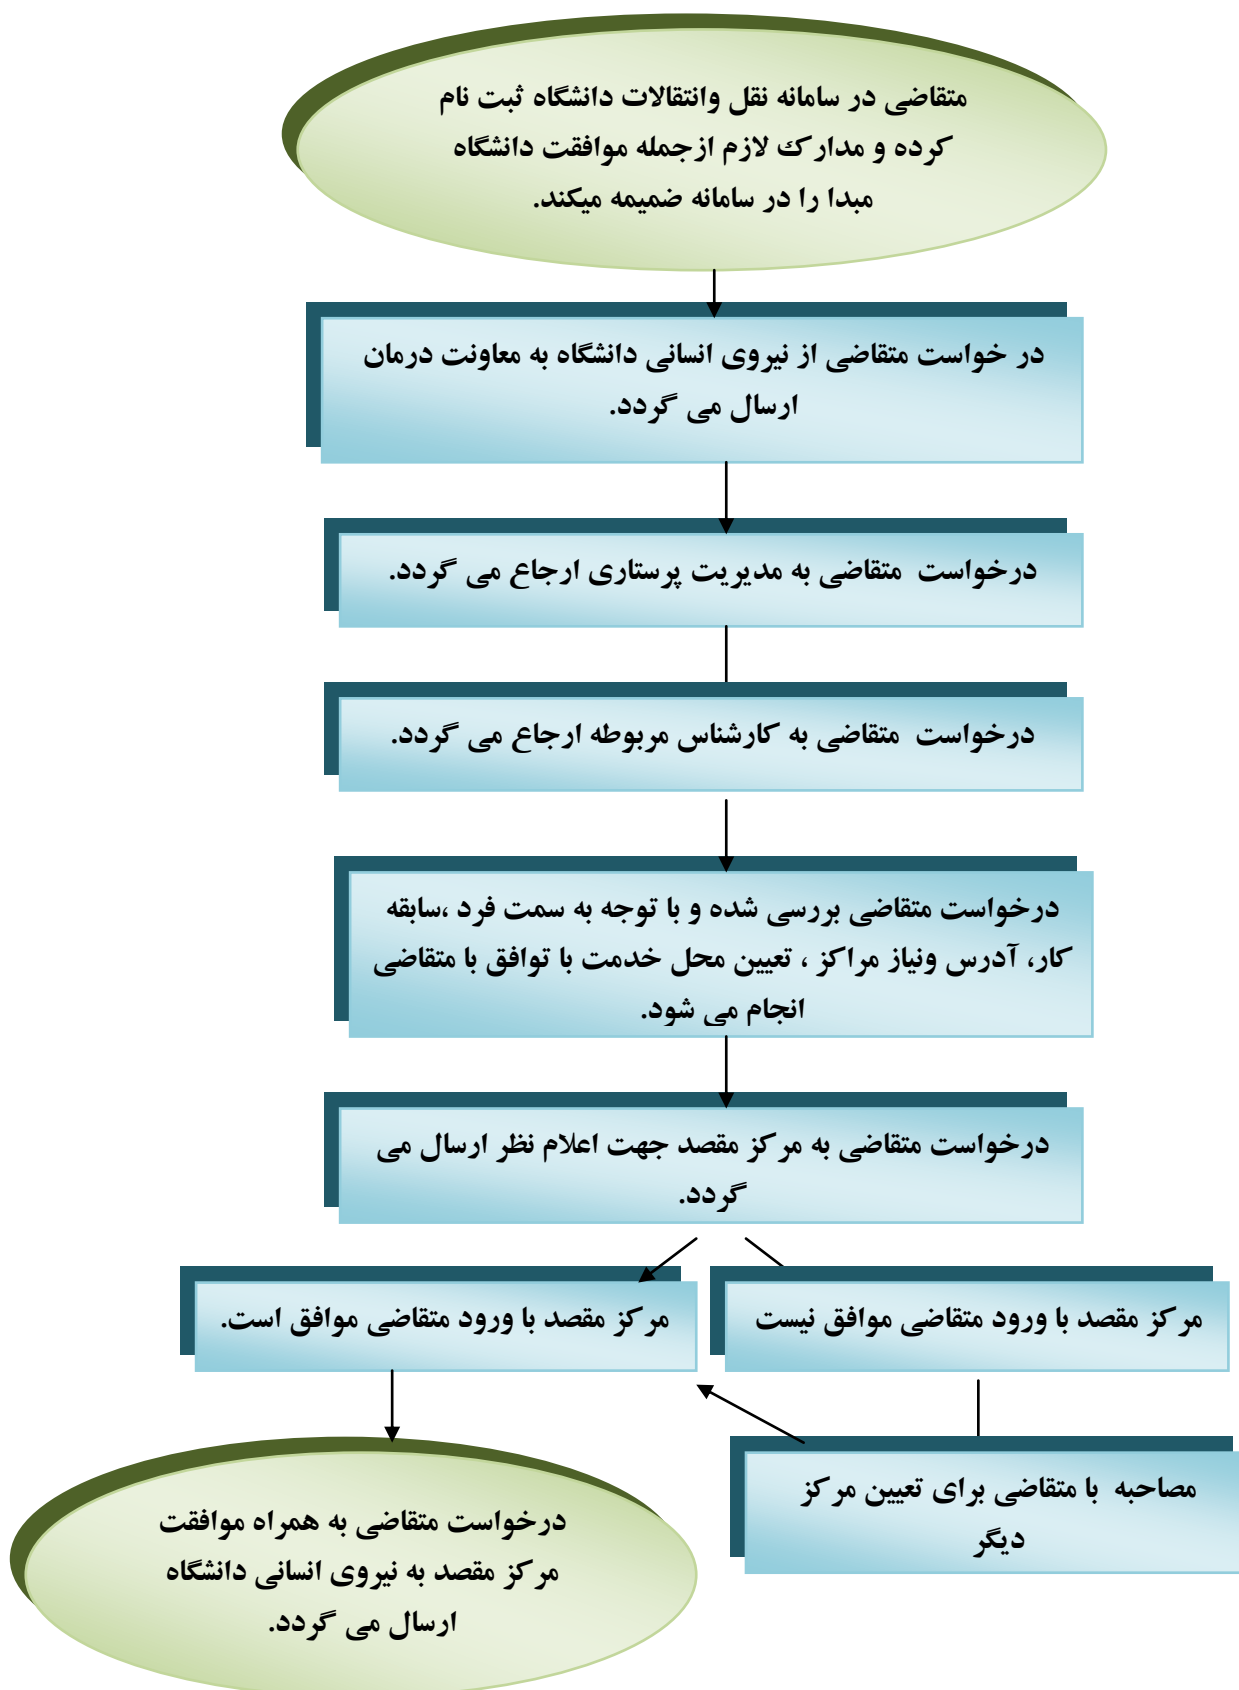 متقاضی در سامانه نقل وانتقالات دانشگاه ثبت نام
کرده و مدارک لازم ازجمله موافقت دانشگاه
مبدا را در سامانه ضمیمه میکند.
در خواست متقاضی از نیروی انسانی دانشگاه به معاونت درمان
ارسال می گردد.
درخواست متقاضی به مدیریت پرستاری ارجاع می گردد.
درخواست متقاضی به کارشناس مربوطه ارجاع می گردد.
درخواست متقاضی بررسی شده و با توجه به سمت فرد ،سابقه
کار، آدرس ونیاز مراکز ، تعیین محل خدمت با توافق با متقاضی
انجام می شود.
درخواست متقاضی به مرکز مقصد جهت اعلام نظر ارسال می
گردد.
مرکز مقصد با ورود متقاضی موافق نیست
مرکز مقصد با ورود متقاضی موافق است.
مصاحبه با متقاضی برای تعیین مرکز
دیگر
درخواست متقاضی به همراه موافقت
مرکز مقصد به نیروی انسانی دانشگاه
ارسال می گردد.